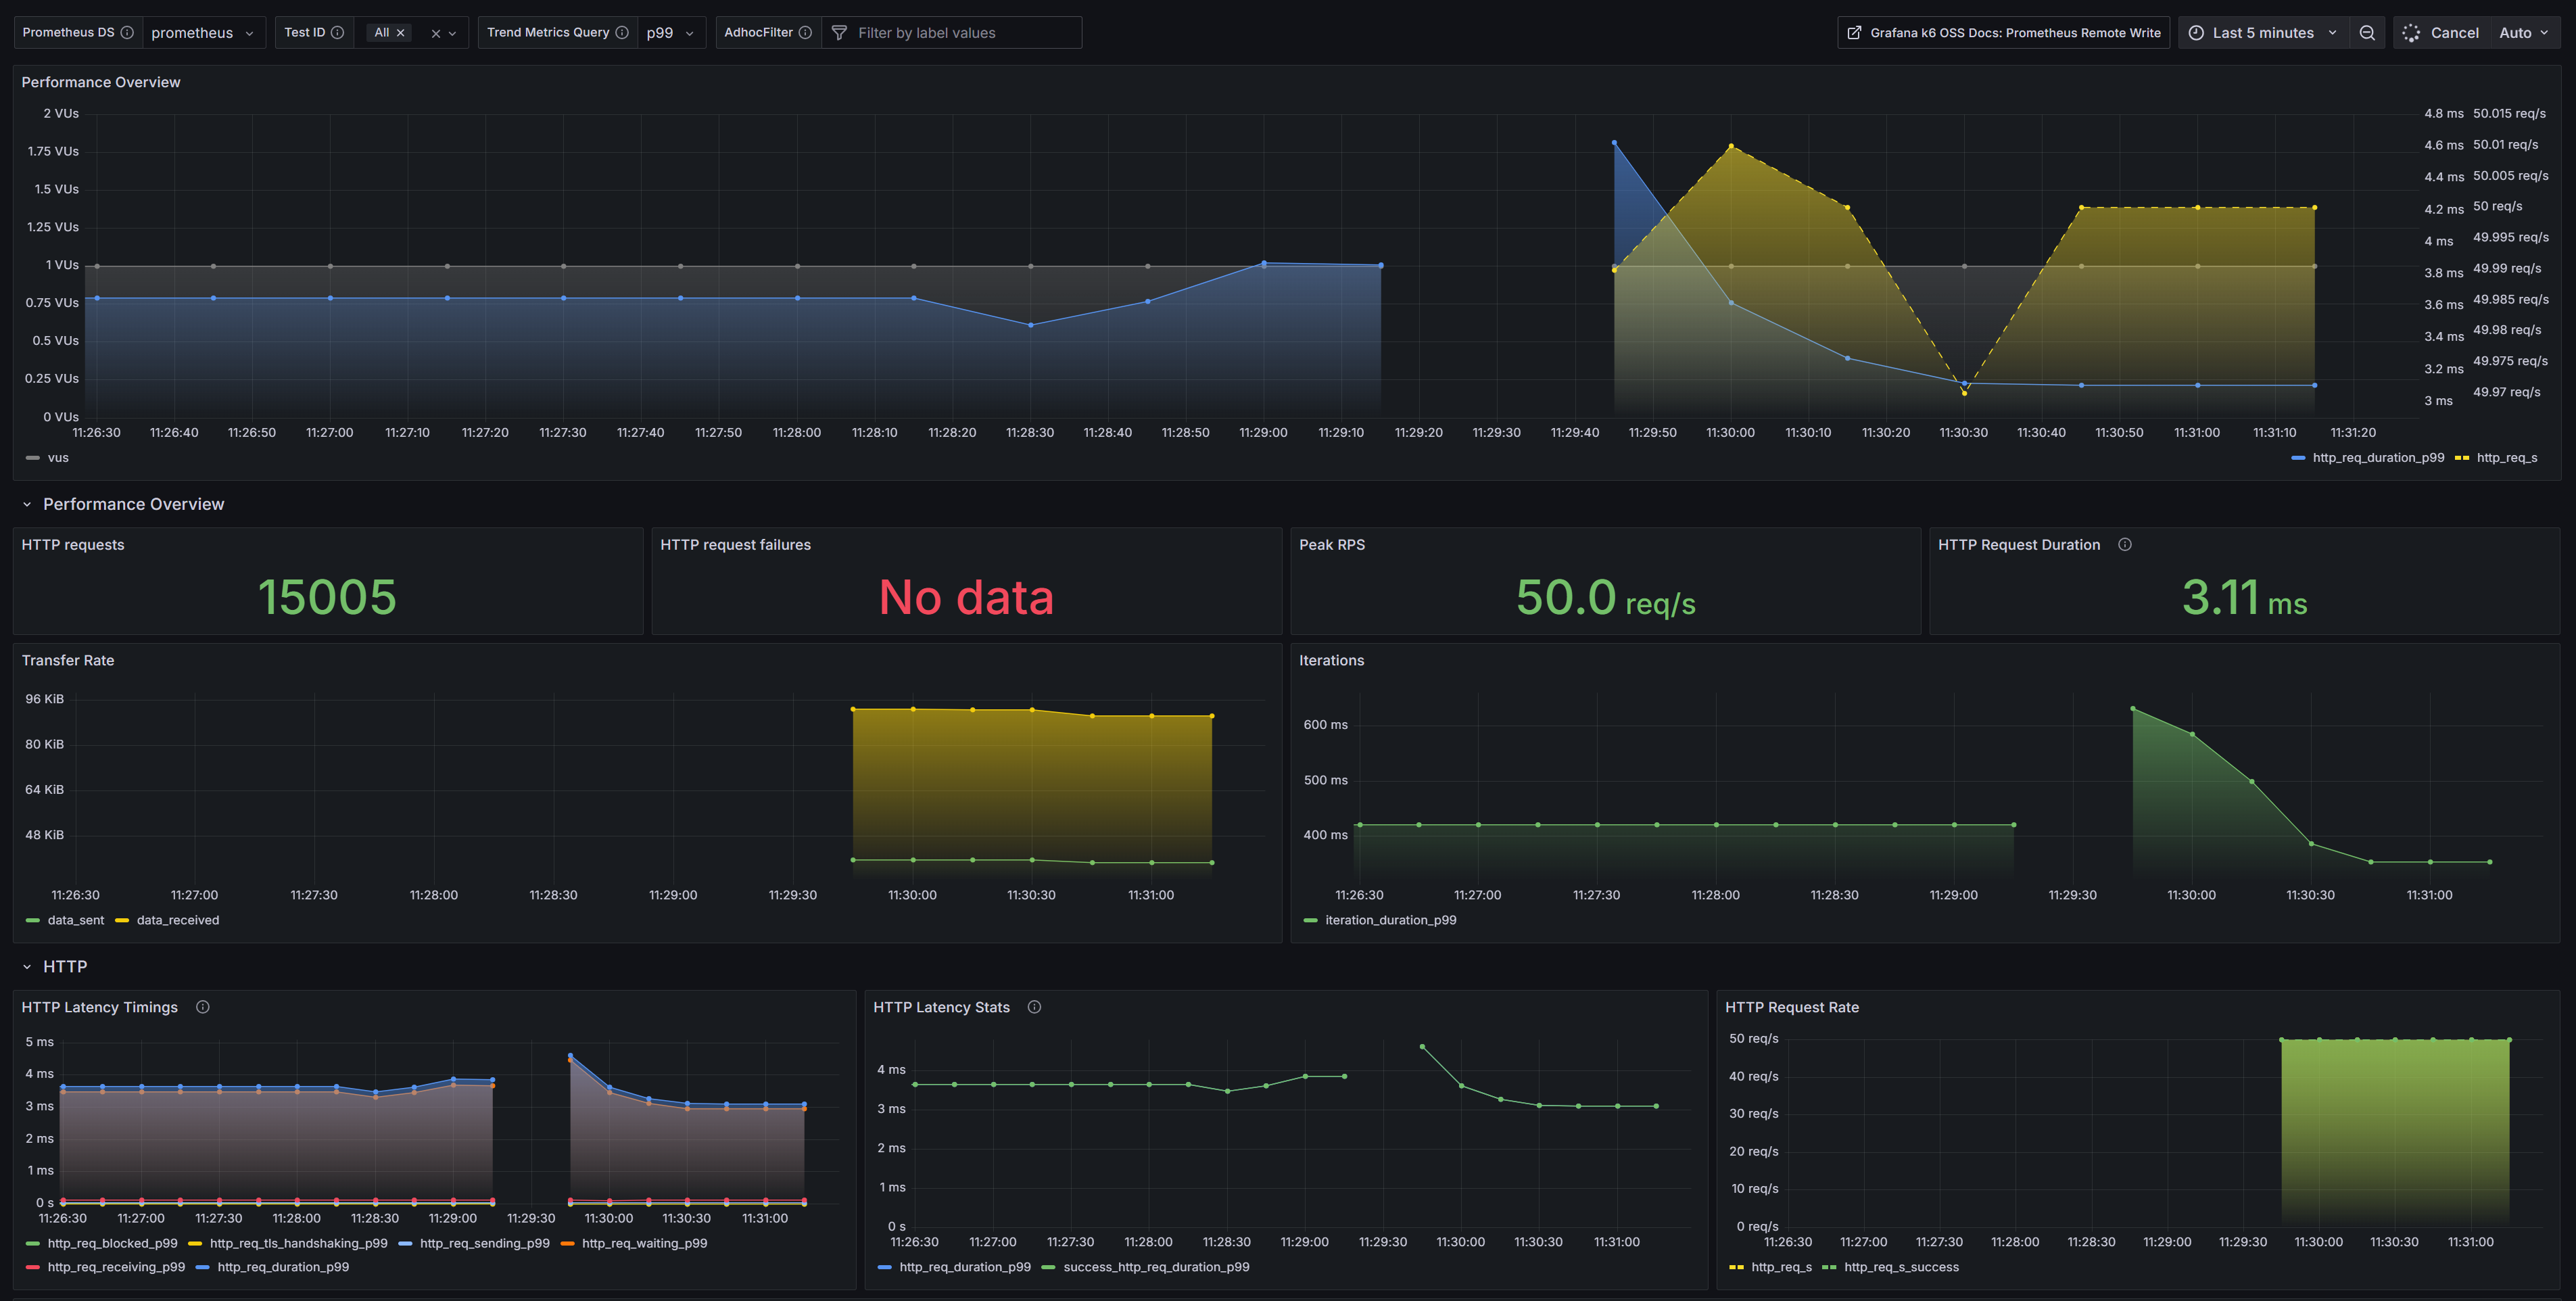 Prometheus DS prometheus Test ID All Trend Metrics Query p99 AdhocFilter Filter by label values Grafana k6 OSS Docs: Prometheus Remote Write Last 5 minutes Cancel Auto
Performance Overview
2 VUs 4.8 ms 50.015 req/s
1.75 VUs 4.6 ms 50.01 req/s
1.5 VUs 4.4 ms 50.005 req/s
1.25 VUs 4.2 ms 50 req/s
1 VUs 4 ms 49.995 req/s
0.75 VUs 3.8 ms 49.99 req/s
0.5 VUs 3.6 ms 49.985 req/s
0.25 VUs 3.4 ms 49.98 req/s
0 VUs 3.2 ms 49.975 req/s
3 ms 49.97 req/s
11:26:30 11:26:40 11:26:50 11:27:00 11:27:10 11:27:20 11:27:30 11:27:40 11:27:50 11:28:00 11:28:10 11:28:20 11:28:30 11:28:40 11:28:50 11:29:00 11:29:10 11:29:20 11:29:30 11:29:40 11:29:50 11:30:00 11:30:10 11:30:20 11:30:30 11:30:40 11:30:50 11:31:00 11:31:10 11:31:20
vus http_req_duration_p99 http_req_s
Performance Overview
HTTP requests
15005
HTTP request failures
No data
Peak RPS
50.0 req/s
HTTP Request Duration
3.11 ms
Transfer Rate
96 KiB
80 KiB
64 KiB
48 KiB
11:26:30 11:27:00 11:27:30 11:28:00 11:28:30 11:29:00 11:29:30 11:30:00 11:30:30 11:31:00
data_sent data_received
Iterations
600 ms
500 ms
400 ms
11:26:30 11:27:00 11:27:30 11:28:00 11:28:30 11:29:00 11:29:30 11:30:00 11:30:30 11:31:00
iteration_duration_p99
HTTP
HTTP Latency Timings
5 ms
4 ms
3 ms
2 ms
1 ms
0 s
11:26:30 11:27:00 11:27:30 11:28:00 11:28:30 11:29:00 11:29:30 11:30:00 11:30:30 11:31:00
http_req_blocked_p99 http_req_tls_handshaking_p99 http_req_sending_p99 http_req_waiting_p99
http_req_receiving_p99 http_req_duration_p99
HTTP Latency Stats
4 ms
3 ms
2 ms
1 ms
0 s
11:26:30 11:27:00 11:27:30 11:28:00 11:28:30 11:29:00 11:29:30 11:30:00 11:30:30 11:31:00
http_req_duration_p99 success_http_req_duration_p99
HTTP Request Rate
50 req/s
40 req/s
30 req/s
20 req/s
10 req/s
0 req/s
11:26:30 11:27:00 11:27:30 11:28:00 11:28:30 11:29:00 11:29:30 11:30:00 11:30:30 11:31:00
http_req_s http_req_s_success